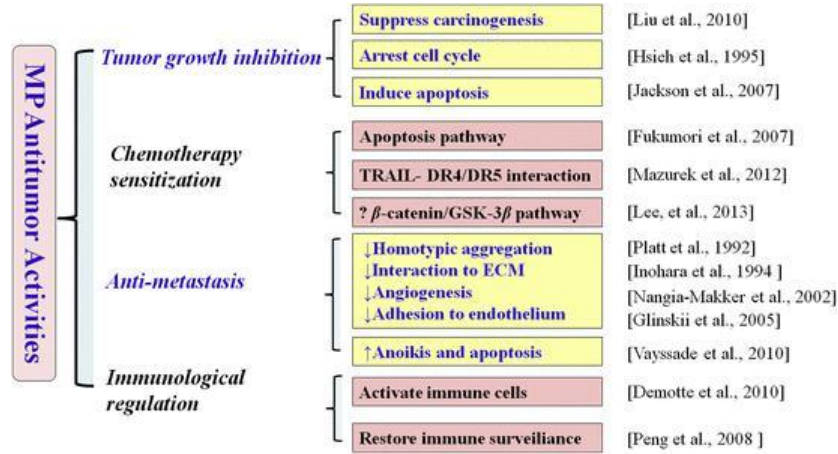 MP Antitumor Activities
Tumor growth inhibition
Suppress carcinogenesis
[Liu et al., 2010]
Arrest cell cycle
[Hsieh et al., 1995]
Induce apoptosis
[Jackson et al., 2007]
Chemotherapy
sensitization
Apoptosis pathway
[Fukumori et al., 2007]
TRAIL- DR4/DR5 interaction
[Mazurek et al., 2012]
? β-catenin/GSK-3β pathway
[Lee, et al., 2013]
Anti-metastasis
↓Homotypic aggregation
[Platt et al., 1992]
↓Interaction to ECM
[Inohara et al., 1994 ]
↓Angiogenesis
[Nangia-Makker et al., 2002]
↓Adhesion to endothelium
[Glinskii et al., 2005]
↑Anoikis and apoptosis
[Vayssade et al., 2010]
Immunological
regulation
Activate immune cells
[Demotte et al., 2010]
Restore immune surveiliance
[Peng et al., 2008 ]